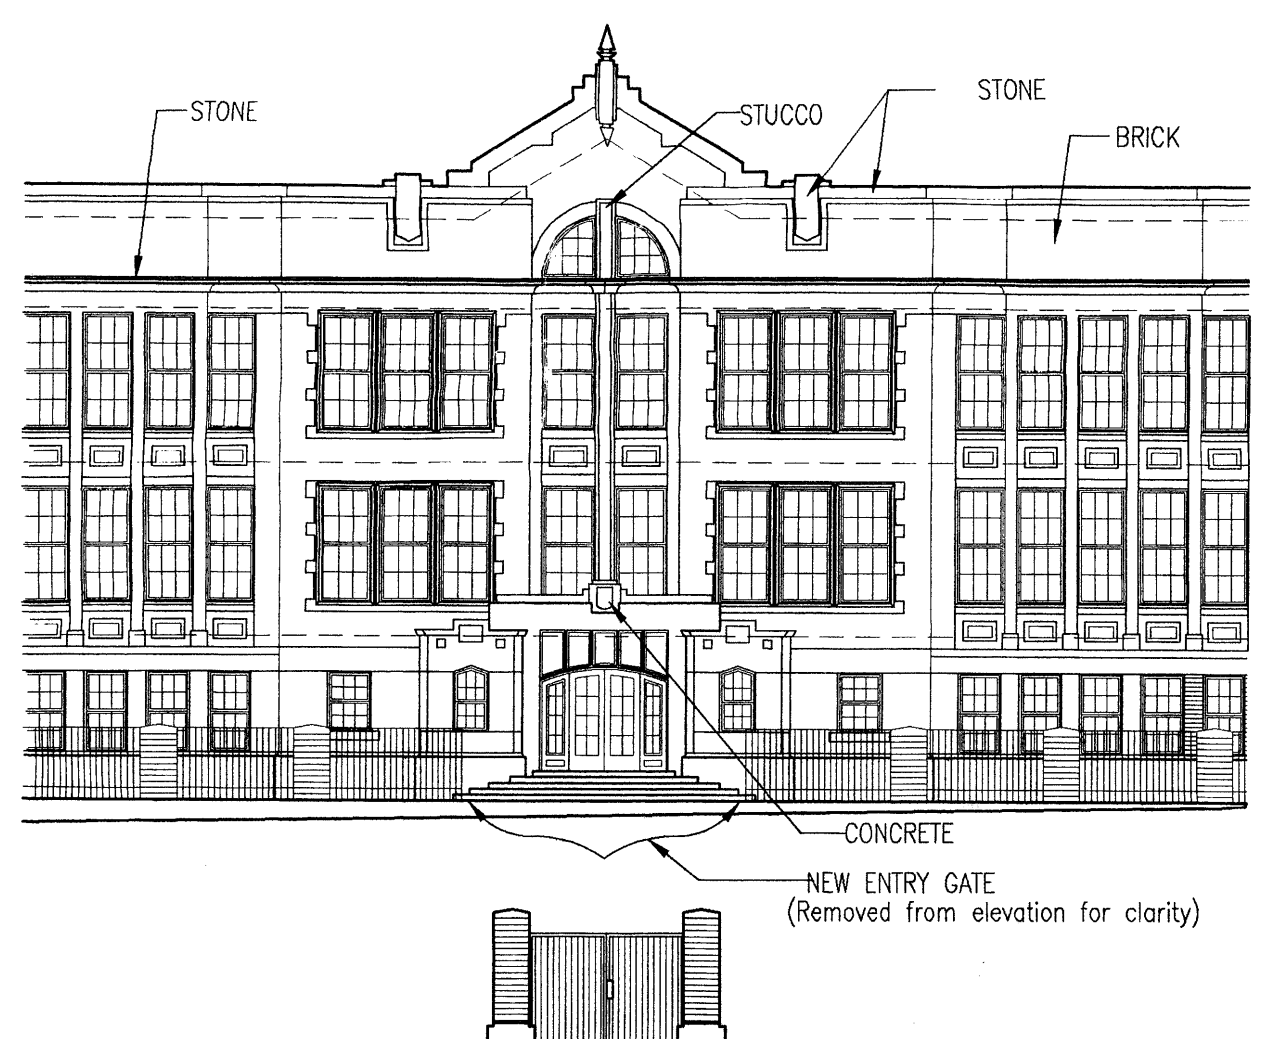 STONE
STUCCO
STONE
BRICK
CONCRETE
NEW ENTRY GATE
(Removed from elevation for clarity)